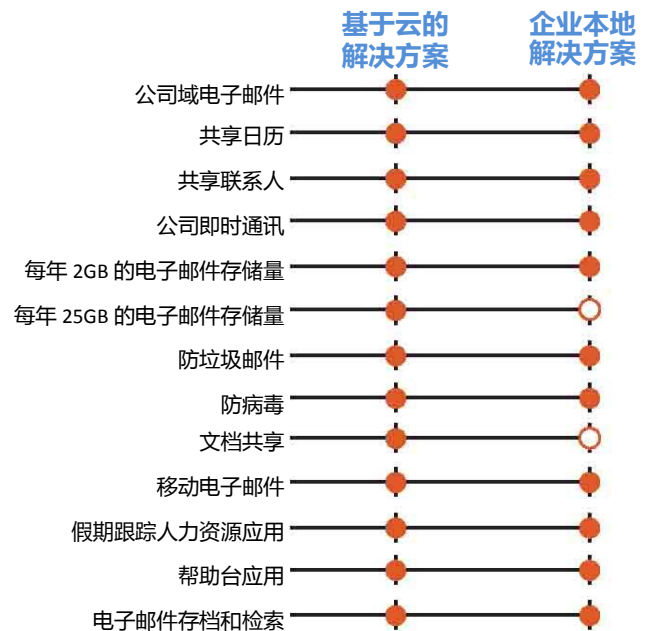 基于云的
解决方案
企业本地
解决方案
公司域电子邮件
共享日历
共享联系人
公司即时通讯
每年 2GB 的电子邮件存储量
每年 25GB 的电子邮件存储量
防垃圾邮件
防病毒
文档共享
移动电子邮件
假期跟踪人力资源应用
帮助台应用
电子邮件存档和检索